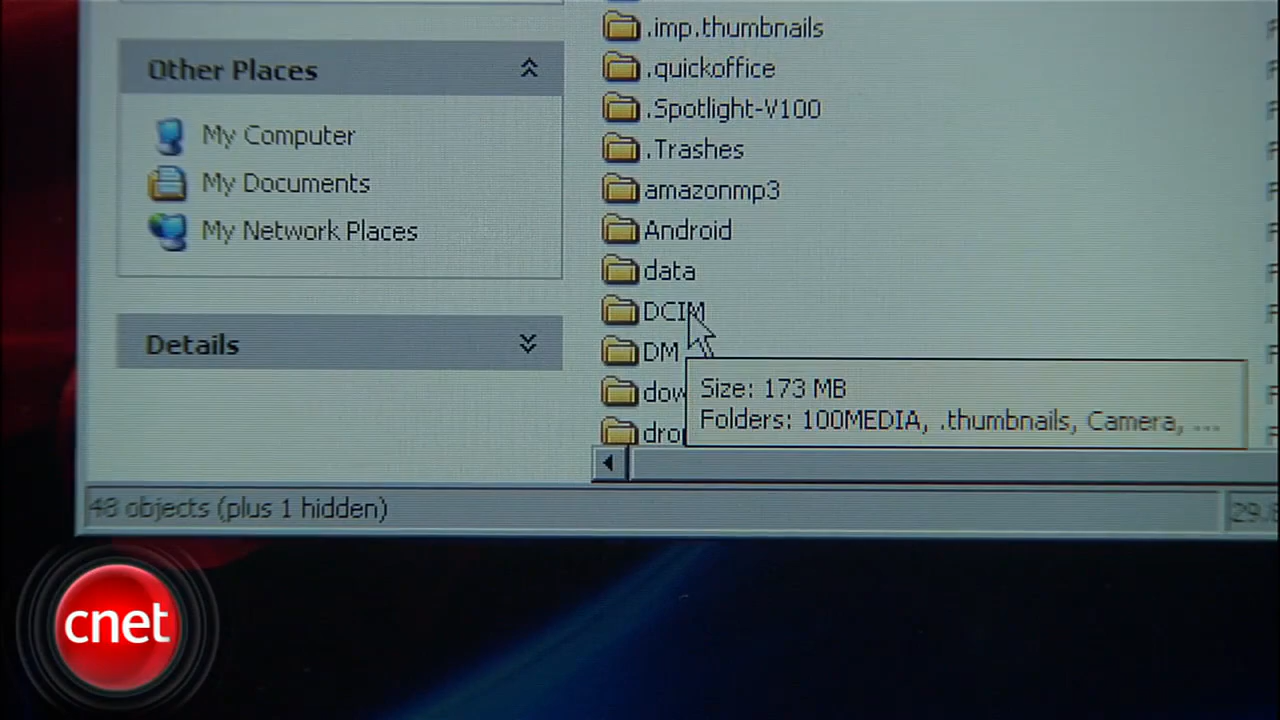 Other Places
My Computer
My Documents
My Network Places
Details
.imp.thumbnails
.quickoffice
.Spotlight-V100
.Trashes
amazonmp3
Android
data
DCIM
DM
Size: 173 MB
Folders: 100MEDIA, .thumbnails, Camera, ...
48 objects (plus 1 hidden)
cnet